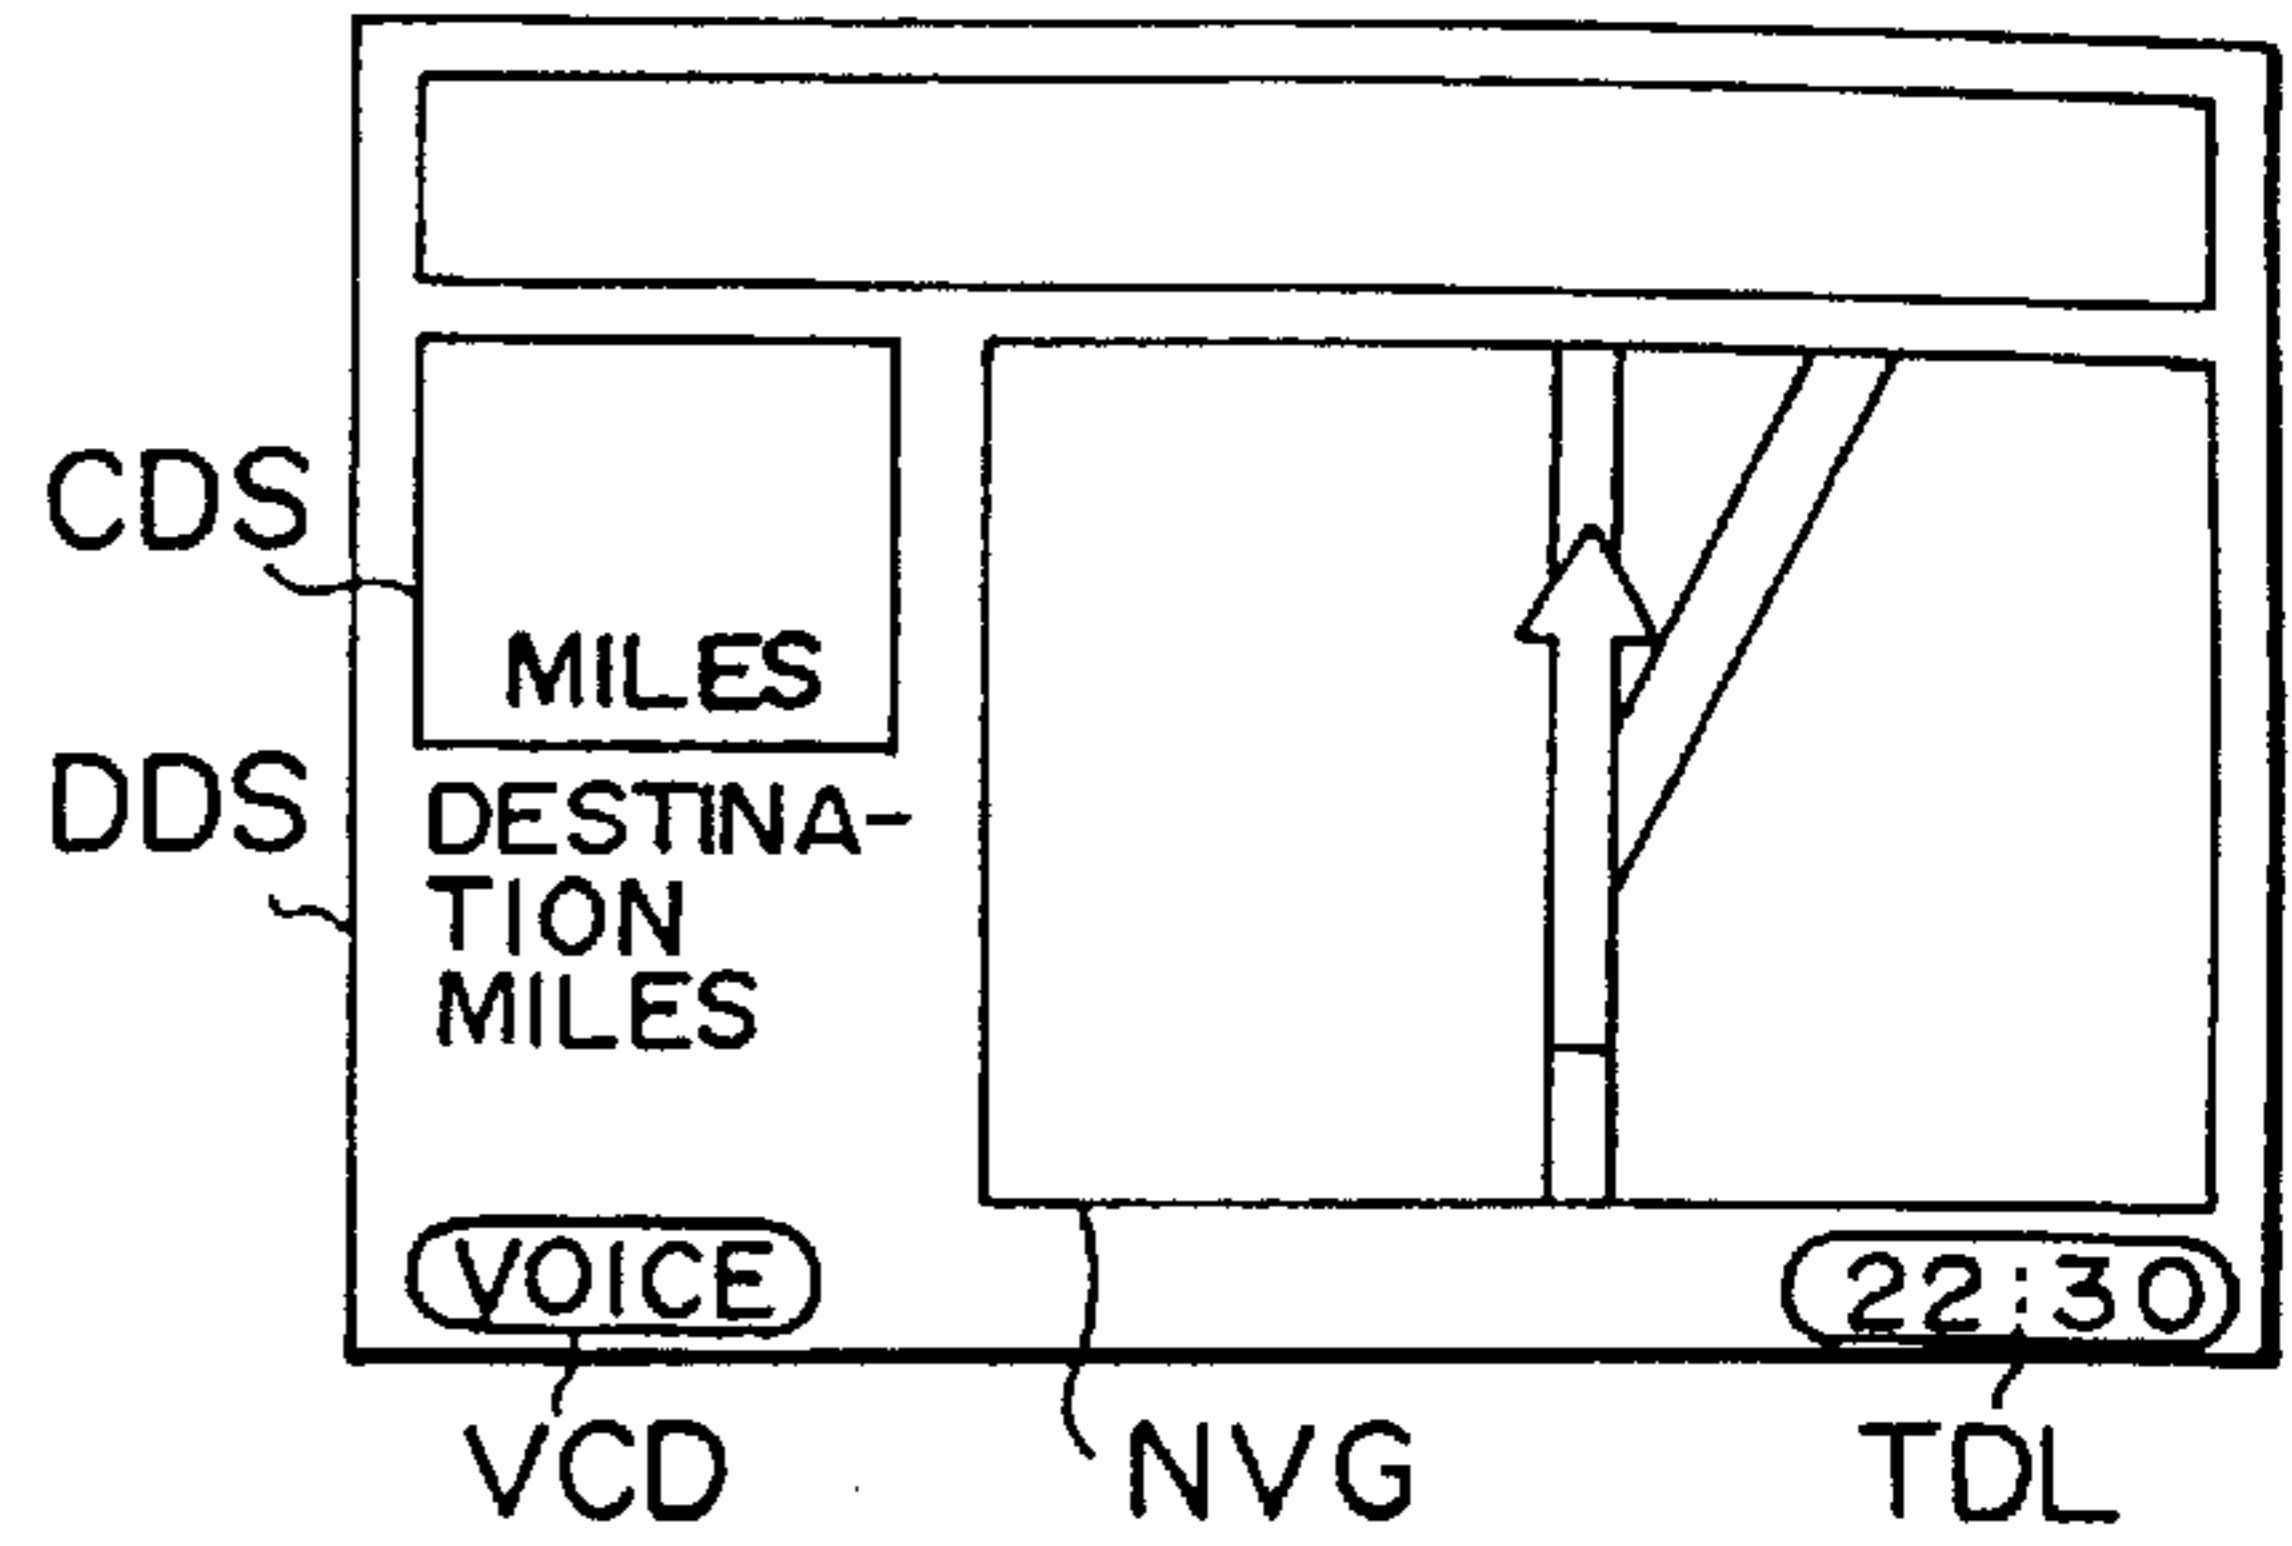 CDS
MILES
DDS
DESTINA-
TION
MILES
VOICE
22:30
VCD
NVG
TDL